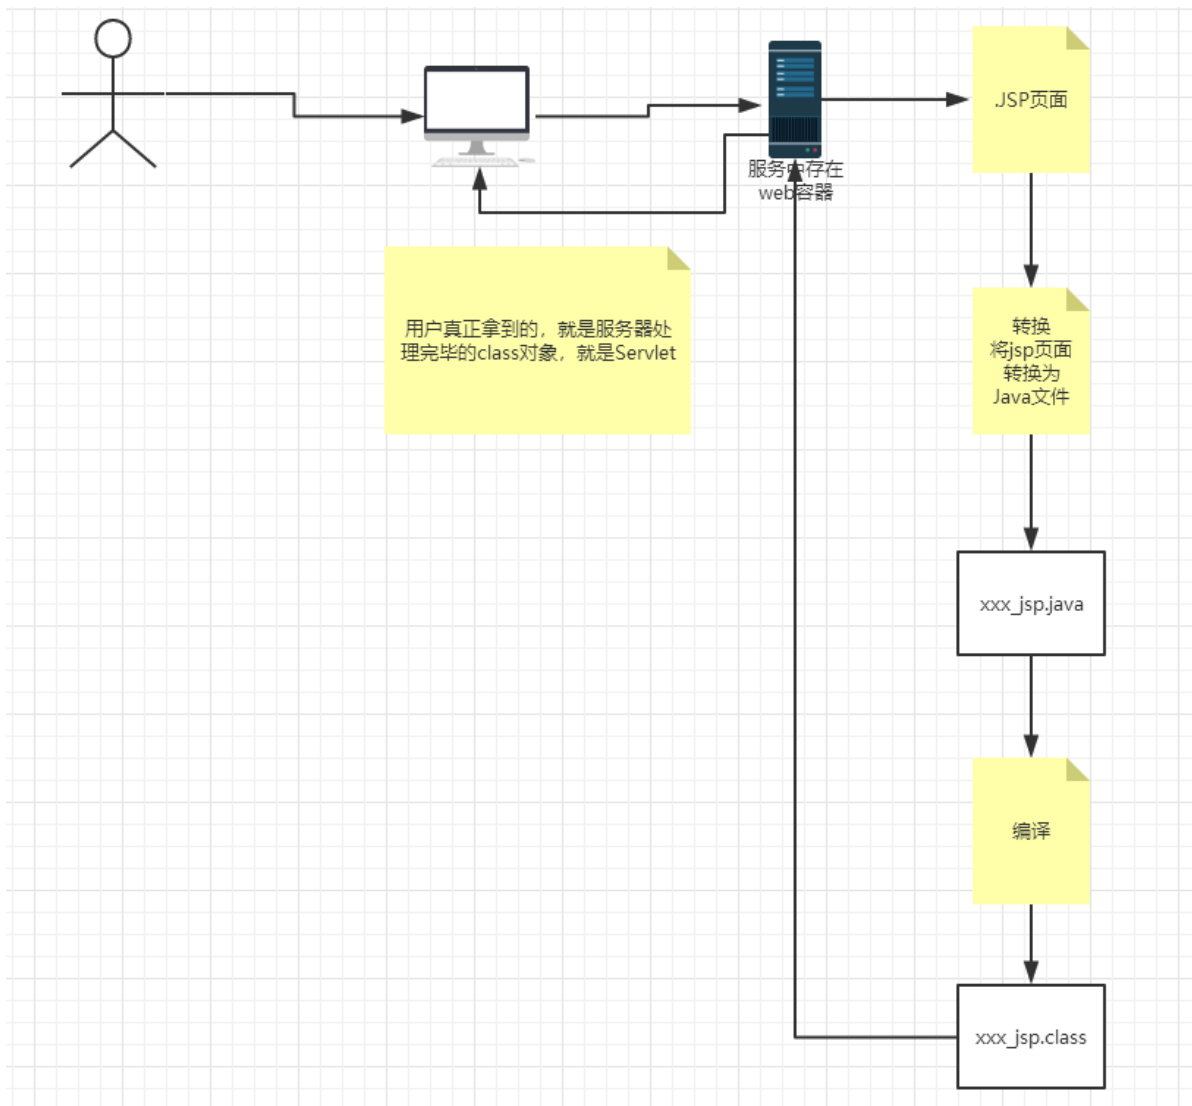 .JSP页面
服务中存在
web容器
用户真正拿到的，就是服务器处
理完毕的class对象，就是Servlet
转换
将jsp页面
转换为
Java文件
xxx_jsp.java
编译
xxx_jsp.class